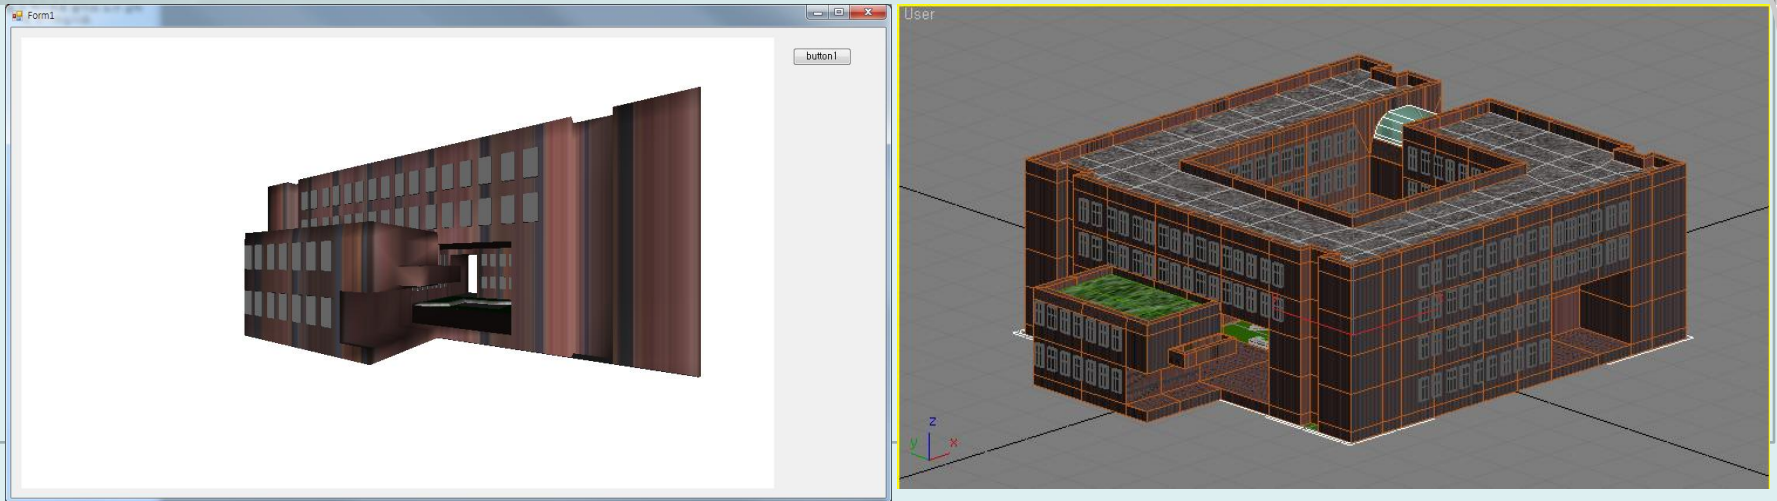 Form1
button1
User
z
y
x